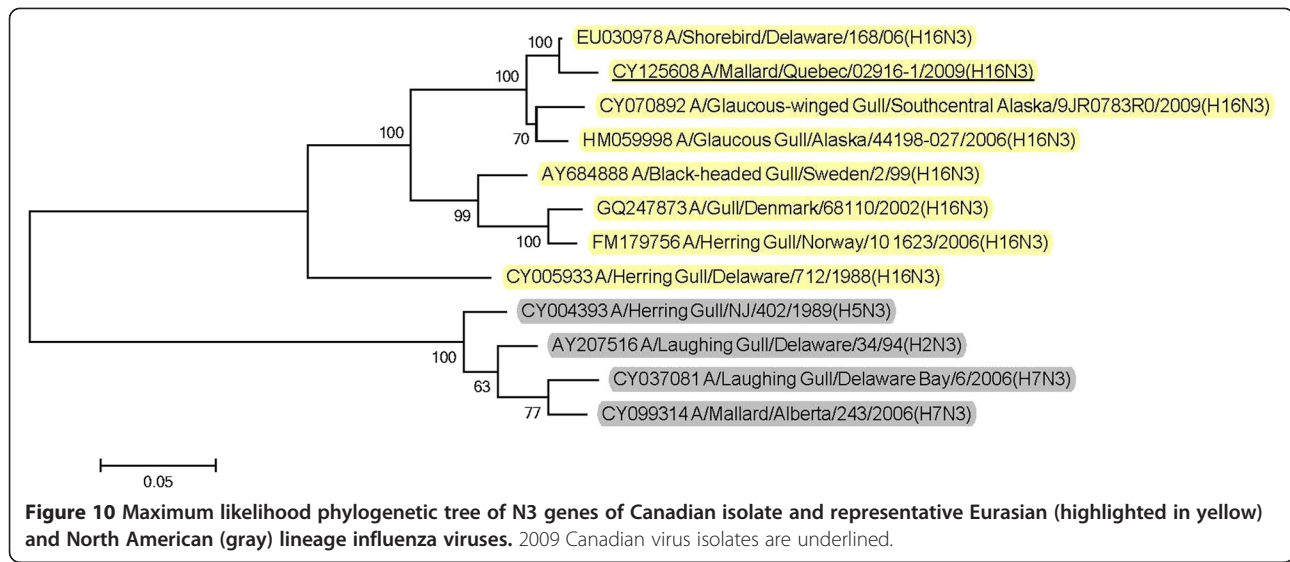 EU030978 A/Shorebird/Delaware/168/06(H16N3)
100
CY125608 A/Mallard/Quebec/02916-1/2009(H16N3)
100
CY070892 A/Glaucous-winged Gull/Southcentral Alaska/9JR0783R0/2009(H16N3)
100
70
HM059998 A/Glaucous Gull/Alaska/44198-027/2006(H16N3)
AY684888 A/Black-headed Gull/Sweden/2/99(H16N3)
99
GQ247873 A/Gull/Denmark/68110/2002(H16N3)
100
FM179756 A/Herring Gull/Norway/10 1623/2006(H16N3)
CY005933 A/Herring Gull/Delaware/712/1988(H16N3)
CY004393 A/Herring Gull/NJ/402/1989(H5N3)
100
AY207516 A/Laughing Gull/Delaware/34/94(H2N3)
63
CY037081 A/Laughing Gull/Delaware Bay/6/2006(H7N3)
77
CY099314 A/Mallard/Alberta/243/2006(H7N3)
0.05
Figure 10 Maximum likelihood phylogenetic tree of N3 genes of Canadian isolate and representative Eurasian (highlighted in yellow)
and North American (gray) lineage influenza viruses. 2009 Canadian virus isolates are underlined.